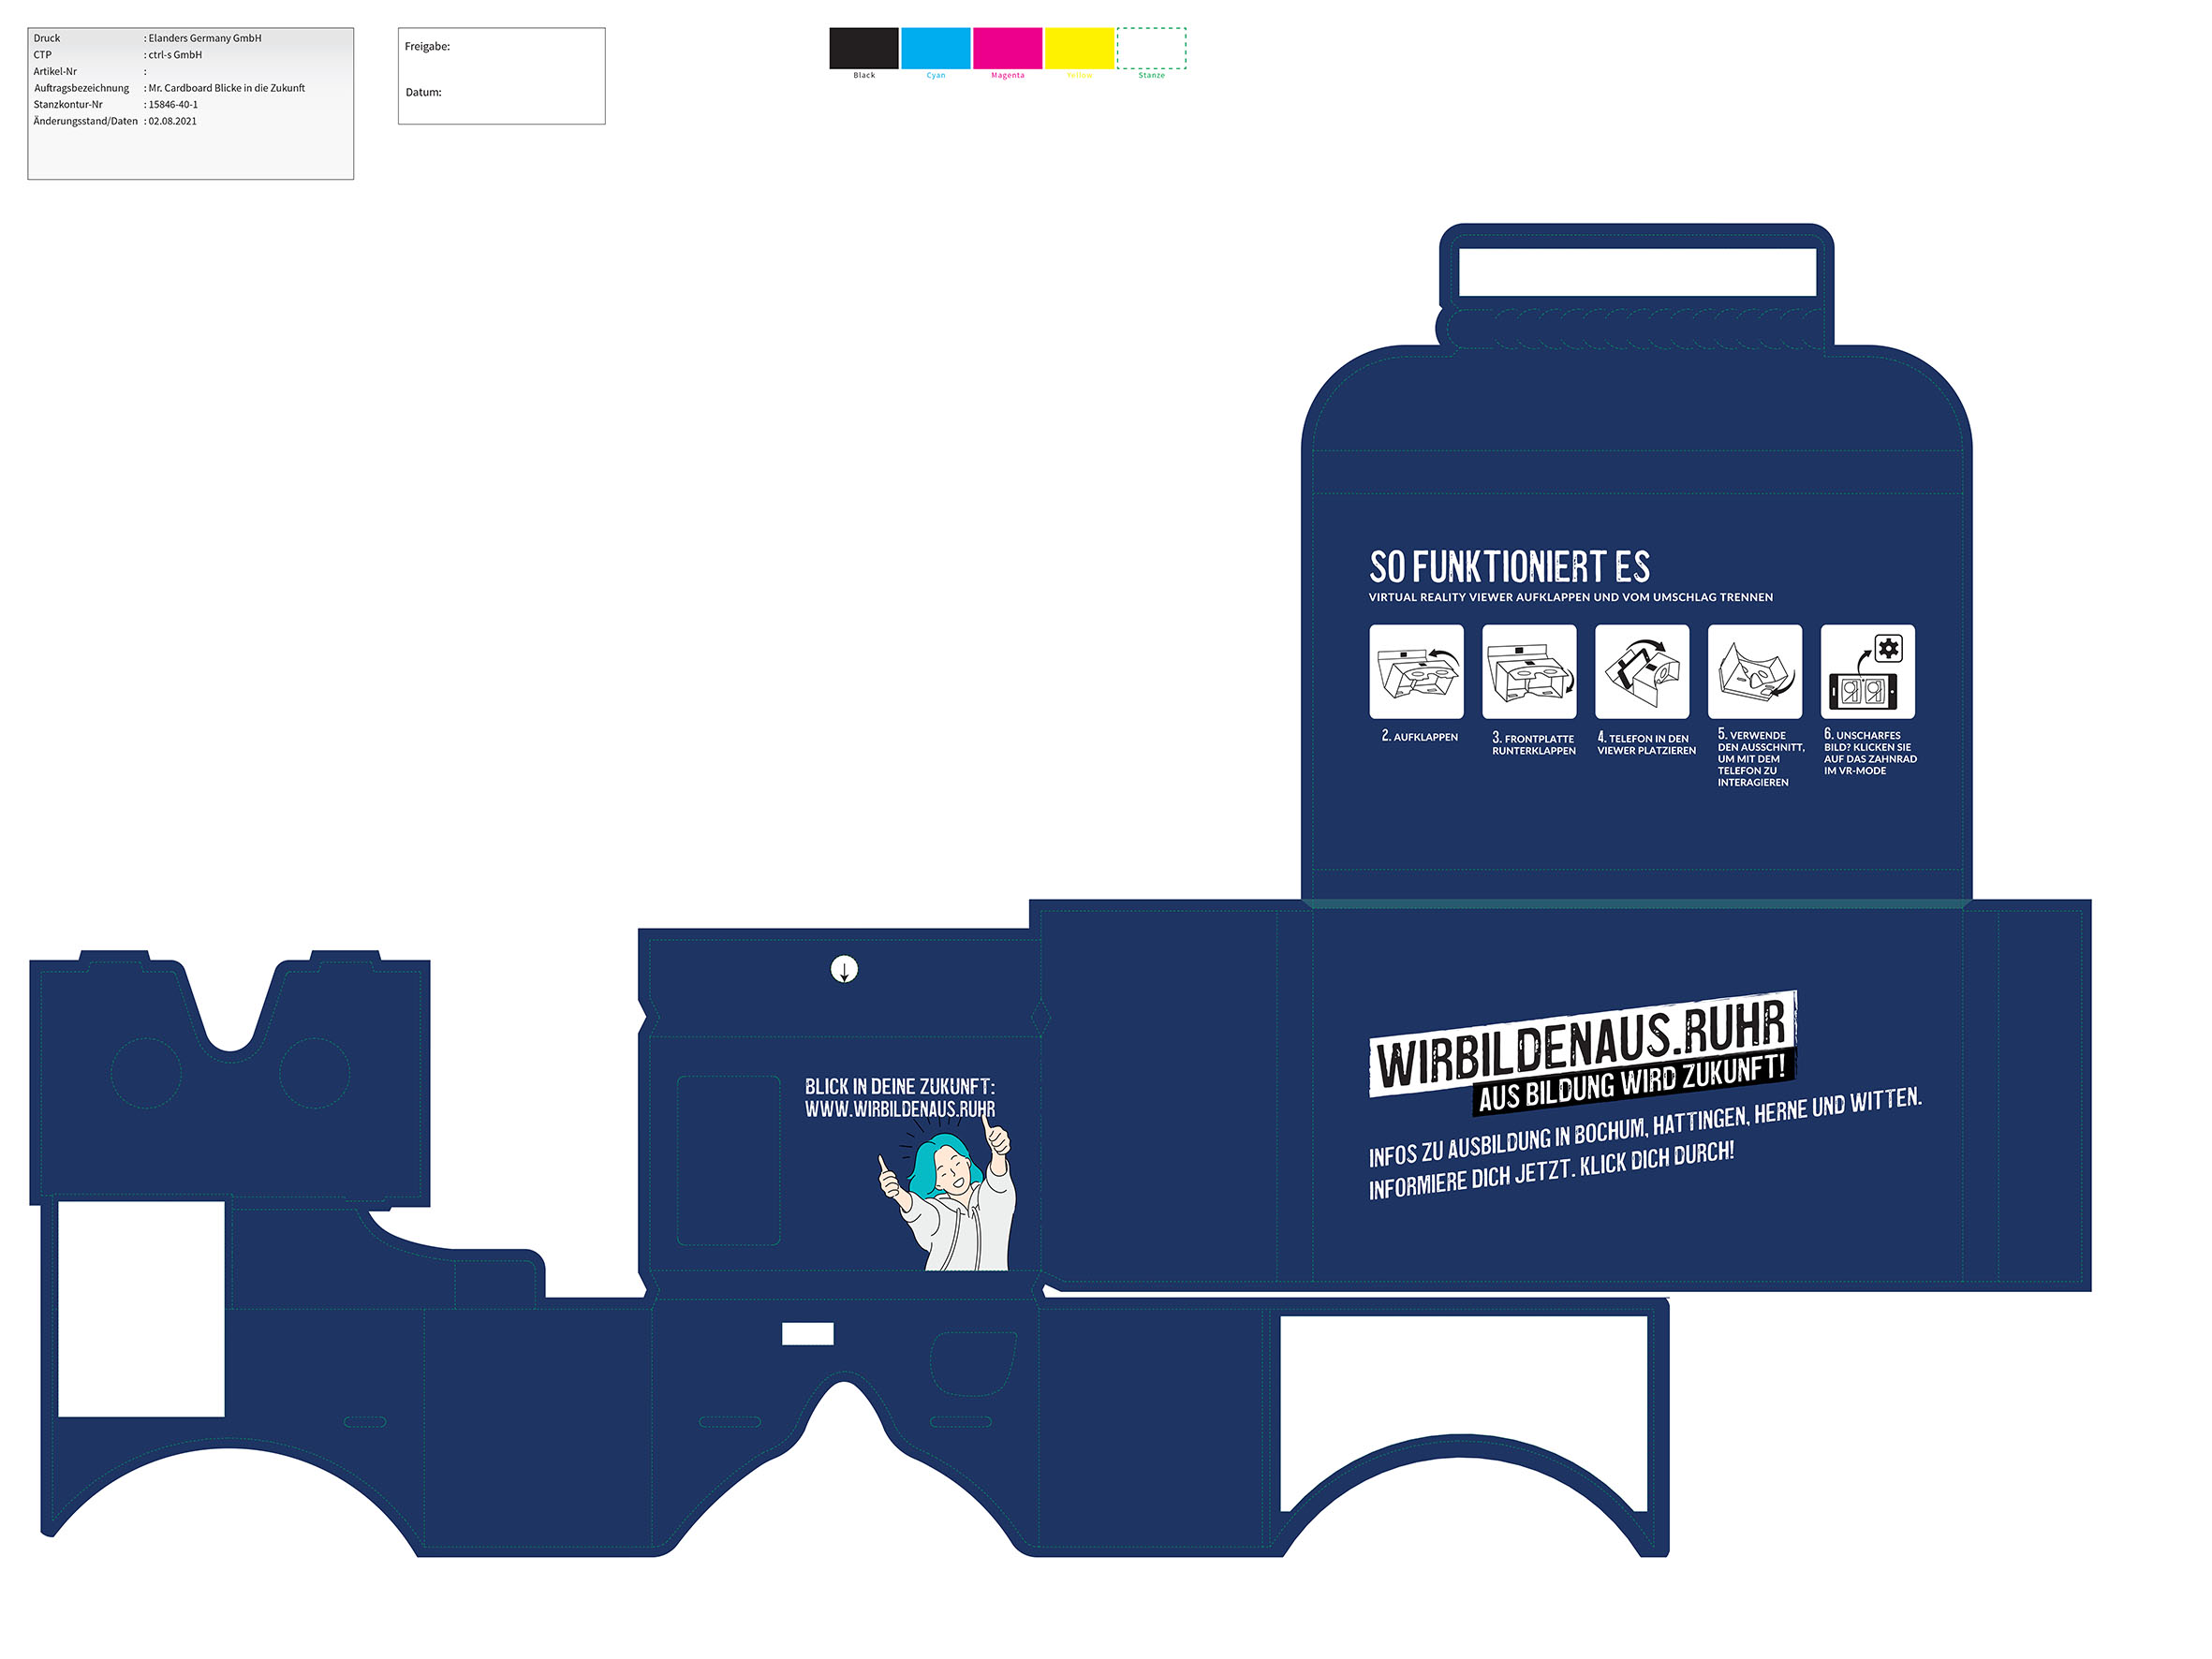 Druck : Elanders Germany GmbH
CTP : ctrl-s GmbH
Artikel-Nr :
Auftragsbezeichnung : Mr. Cardboard Blicke in die Zukunft
Stanzkontur-Nr : 15846-40-1
Änderungsstand/Daten : 02.08.2021
Freigabe:
Datum:
Black
Cyan
Magenta
Yellow
Stanze
SO FUNKTIONIERT ES
VIRTUAL REALITY VIEWER AUFKLAPPEN UND VOM UMSCHLAG TRENNEN
2. AUFKLAPPEN
3. FRONTPLATTE
RUNTERKLAPPEN
4. TELEFON IN DEN
VIEWER PLATZIEREN
5. VERWENDE
DEN AUSSCHNITT,
UM MIT DEM
TELEFON ZU
INTERAGIEREN
6. UNSCHARFES
BILD? KLICKEN SIE
AUF DAS ZAHNRAD
IM VR-MODE
BLICK IN DEINE ZUKUNFT:
WWW.WIRBILDENAUS.RUHR
WIRBILDENAUS.RUHR
AUS BILDUNG WIRD ZUKUNFT!
INFOS ZU AUSBILDUNG IN BOCHUM, HATTINGEN, HERNE UND WITTEN.
INFORMIERE DICH JETZT. KLICK DICH DURCH!